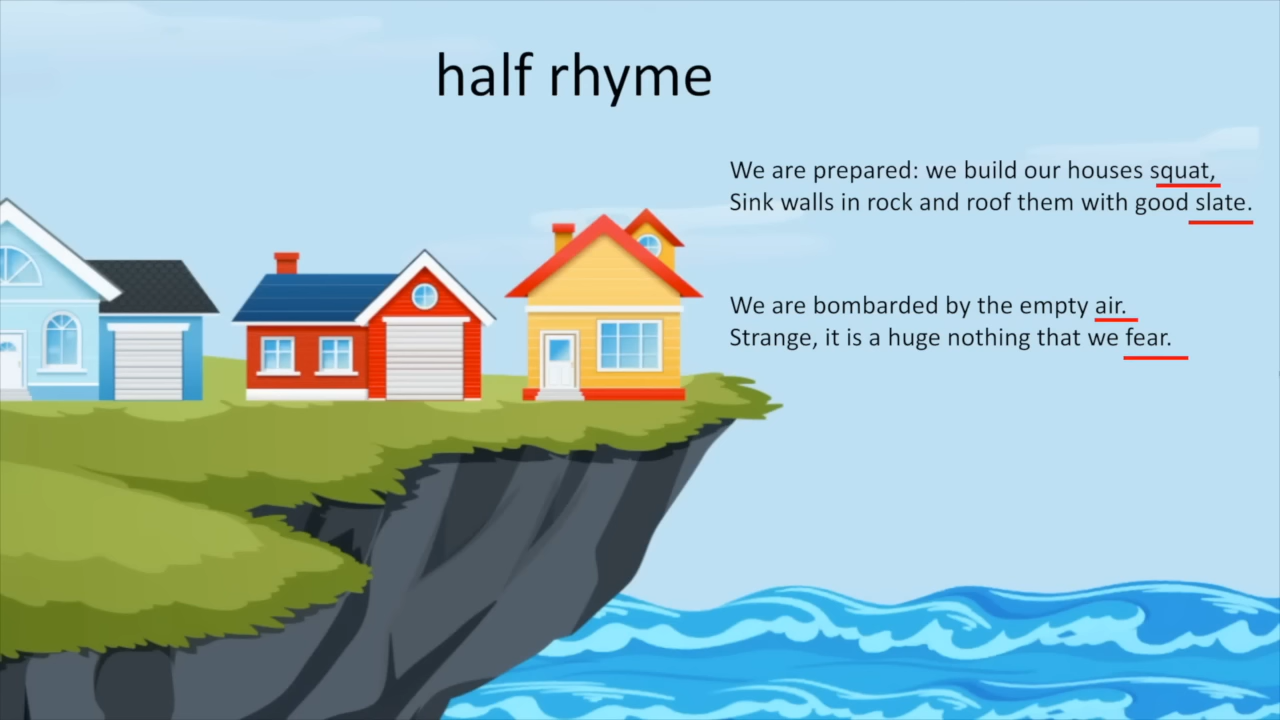 half rhyme
We are prepared: we build our houses squat,
Sink walls in rock and roof them with good slate.
We are bombarded by the empty air.
Strange, it is a huge nothing that we fear.